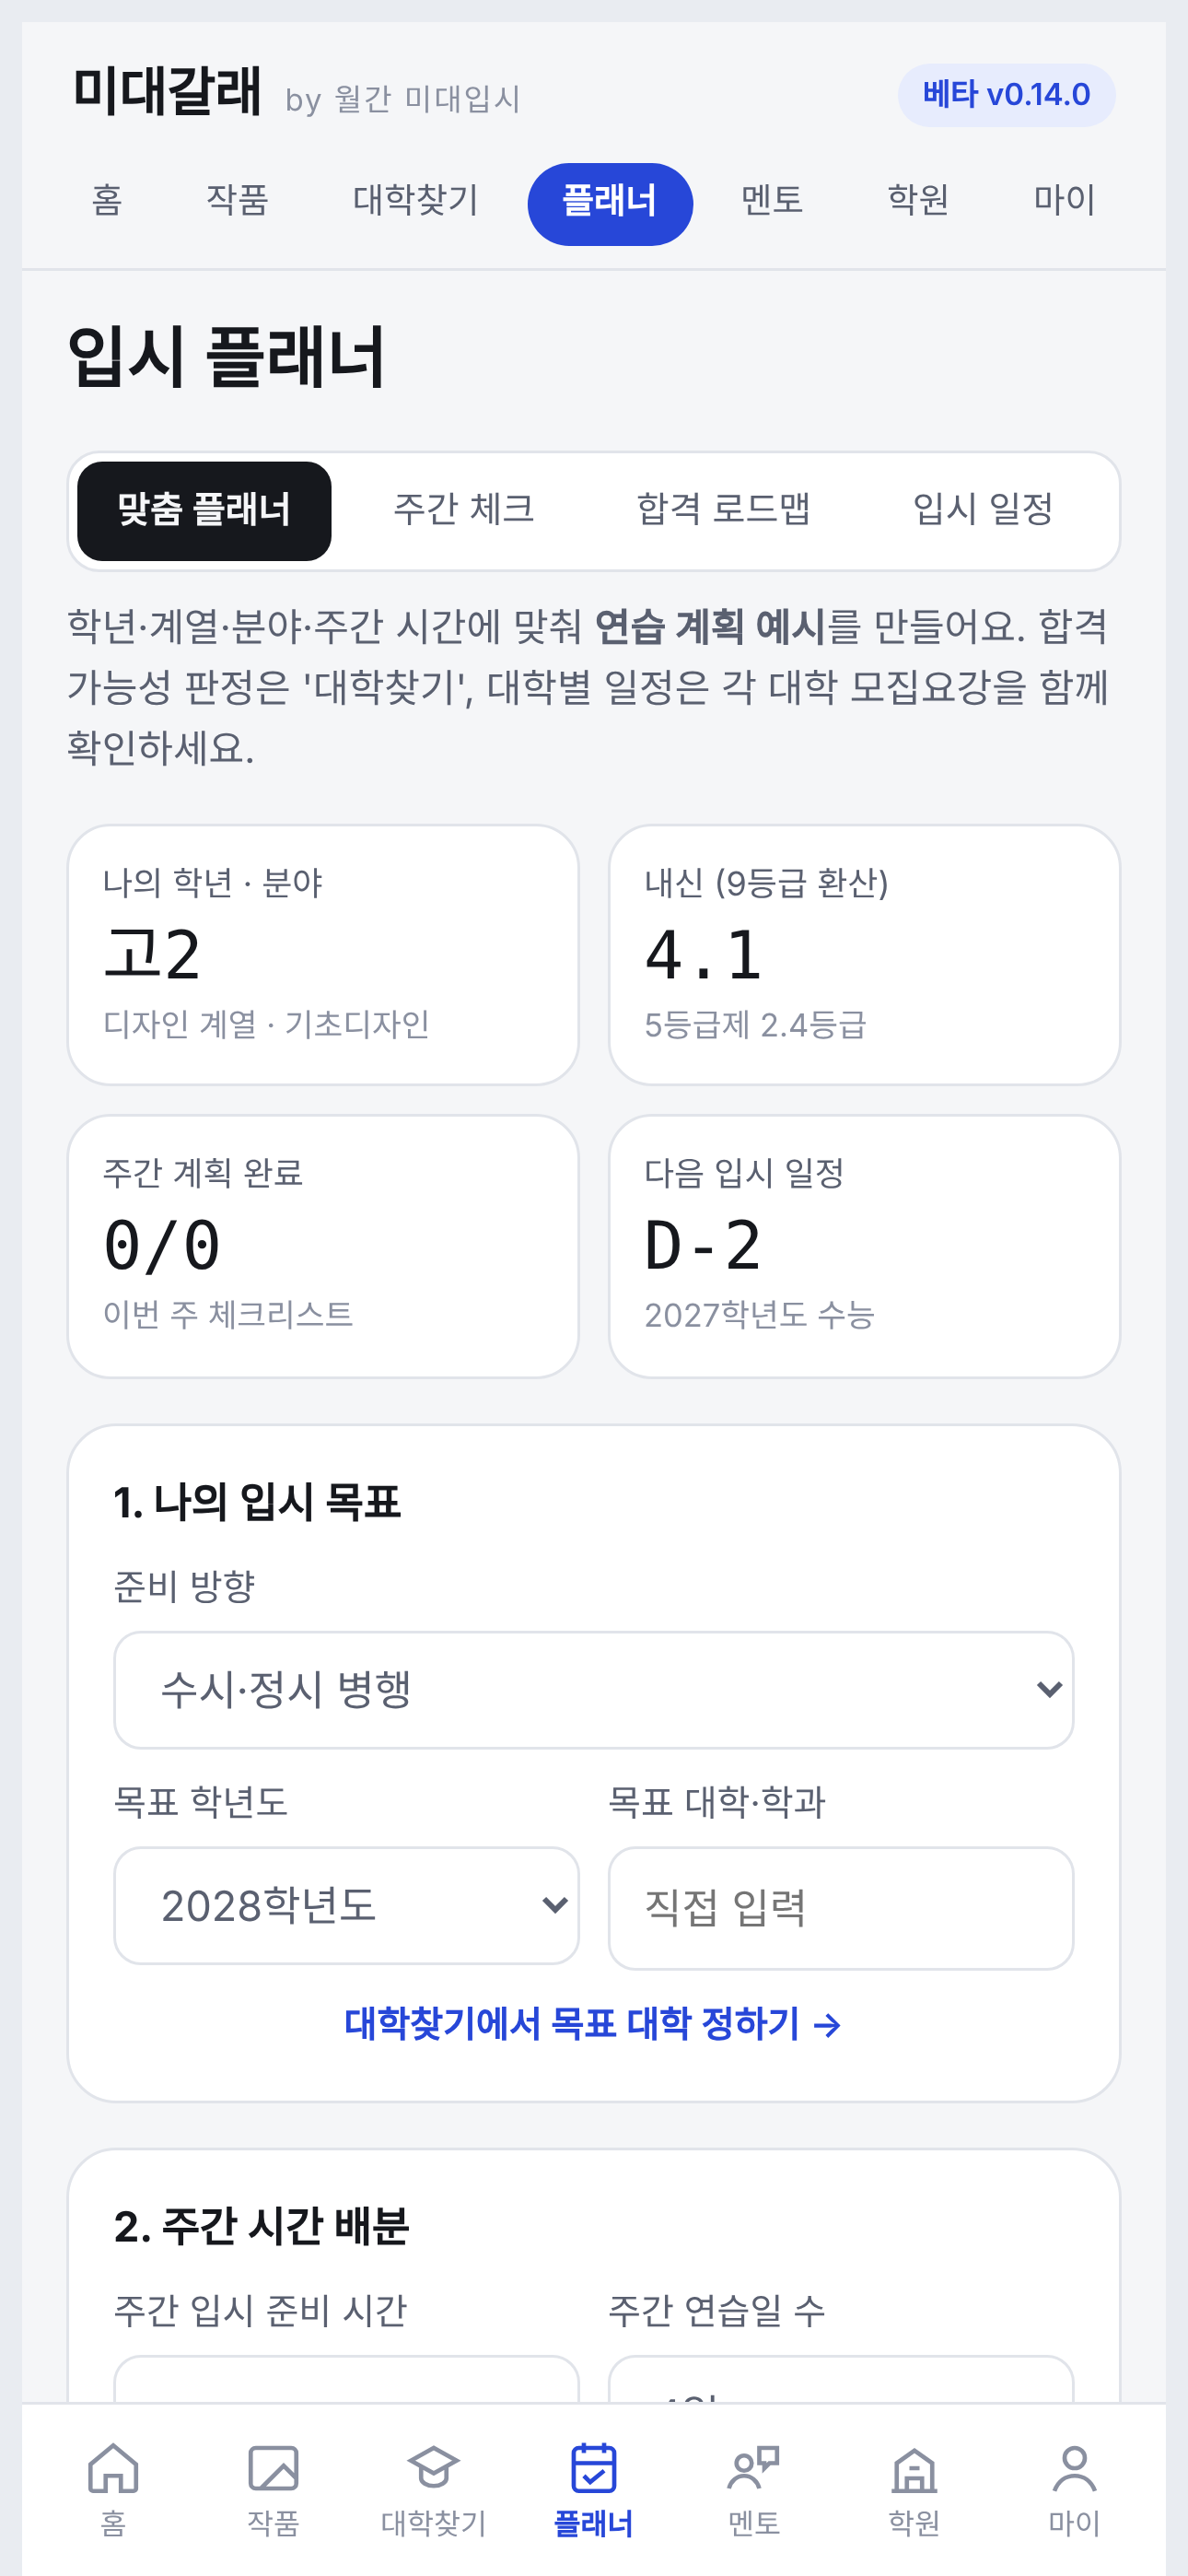 미대갈래 by 월간 미대입시
베타 v0.14.0
홈 작품 대학찾기 플래너 멘토 학원 마이
입시 플래너
맞춤 플래너 주간 체크 합격 로드맵 입시 일정
학년·계열·분야·주간 시간에 맞춰 연습 계획 예시를 만들어요. 합격
가능성 판정은 '대학찾기', 대학별 일정은 각 대학 모집요강을 함께
확인하세요.
나의 학년 · 분야
고2
디자인 계열 · 기초디자인
내신 (9등급 환산)
4.1
5등급제 2.4등급
주간 계획 완료
0/0
이번 주 체크리스트
다음 입시 일정
D-2
2027학년도 수능
1. 나의 입시 목표
준비 방향
수시·정시 병행
목표 학년도
2028학년도
목표 대학·학과
직접 입력
대학찾기에서 목표 대학 정하기 →
2. 주간 시간 배분
주간 입시 준비 시간
주간 연습일 수
홈 작품 대학찾기 플래너 멘토 학원 마이